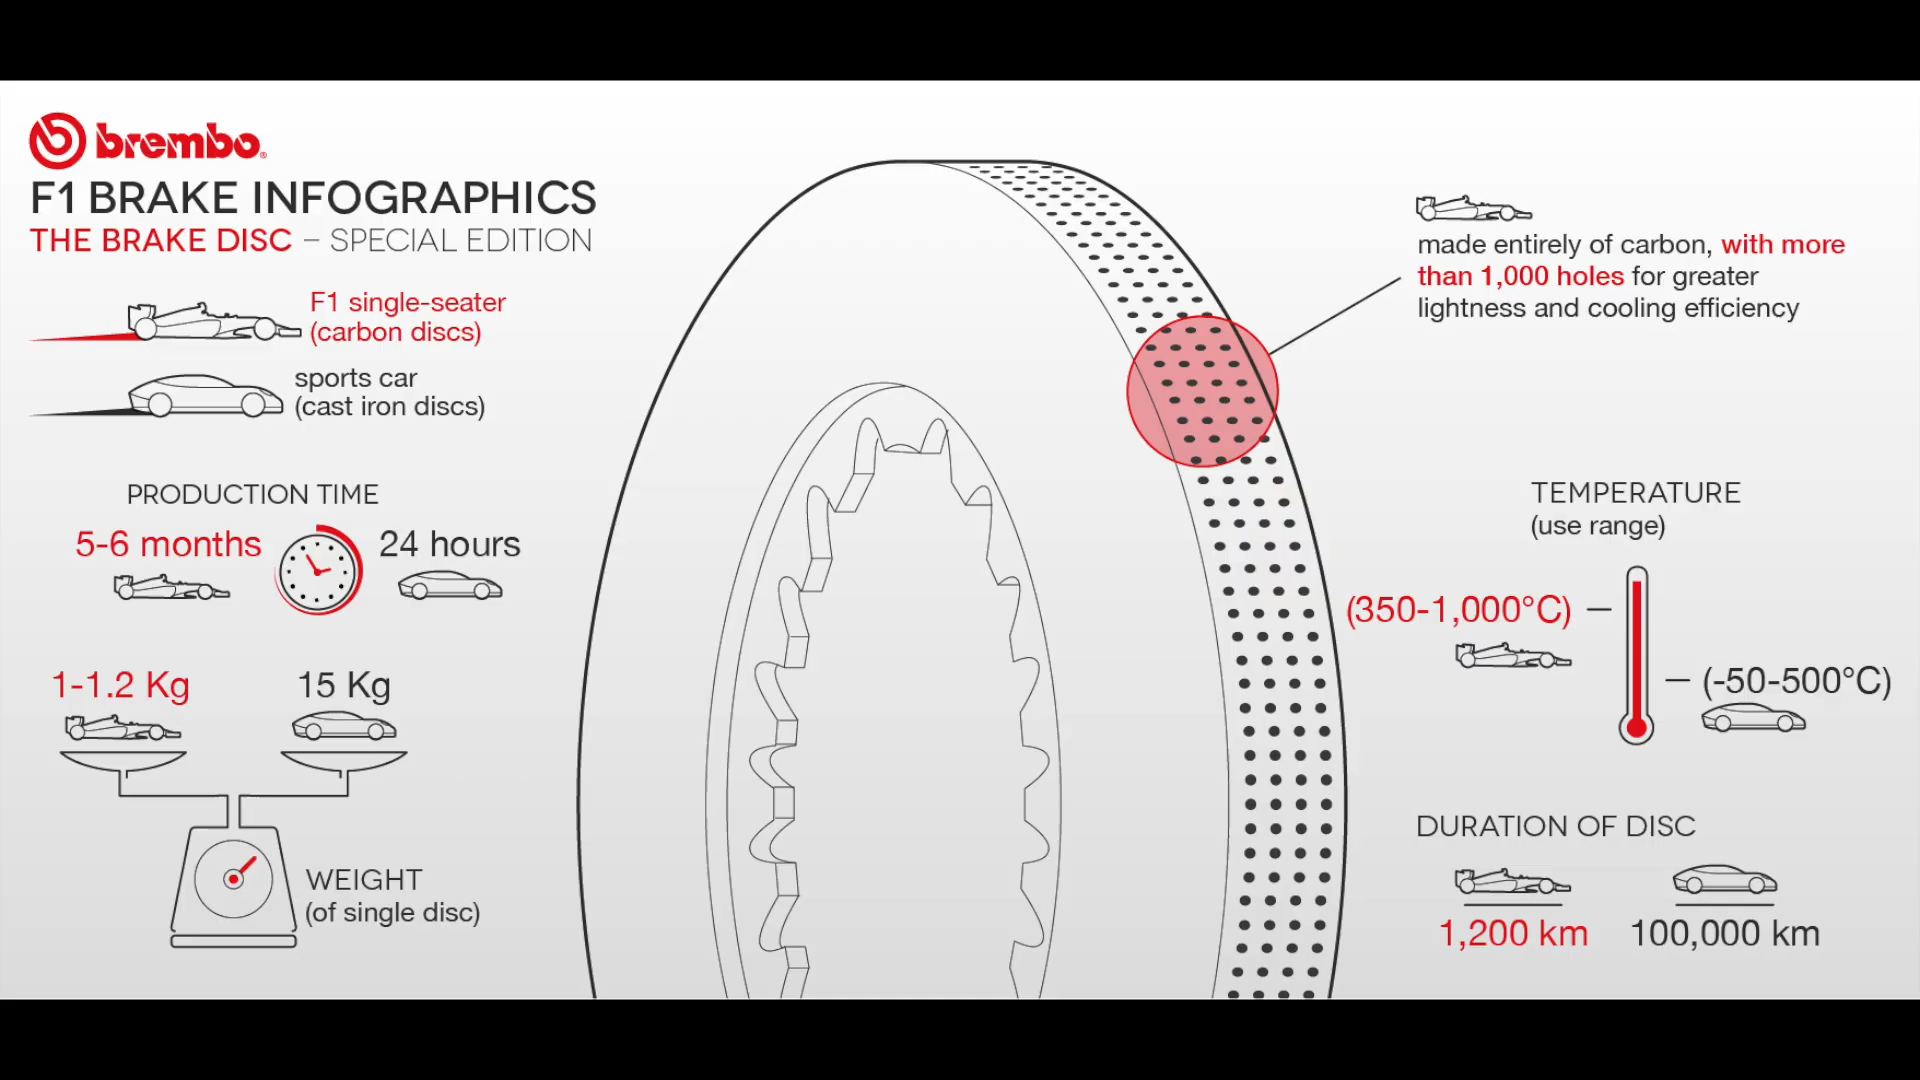 brembo®
F1 BRAKE INFOGRAPHICS
THE BRAKE DISC – SPECIAL EDITION
F1 single-seater
(carbon discs)
sports car
(cast iron discs)
PRODUCTION TIME
5-6 months
24 hours
1-1.2 Kg
15 Kg
WEIGHT
(of single disc)
made entirely of carbon, with more
than 1,000 holes for greater
lightness and cooling efficiency
TEMPERATURE
(use range)
(350-1,000°C)
(-50-500°C)
DURATION OF DISC
1,200 km
100,000 km